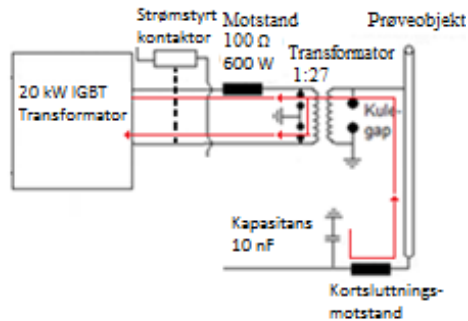 Strømstyrt
kontaktor
Motstand
100 Ω
600 W
Prøveobjekt
Transformator
1:27
20 kW IGBT
Transformator
Kule-
gap
Kapasitans
10 nF
Kortsluttnings-
motstand